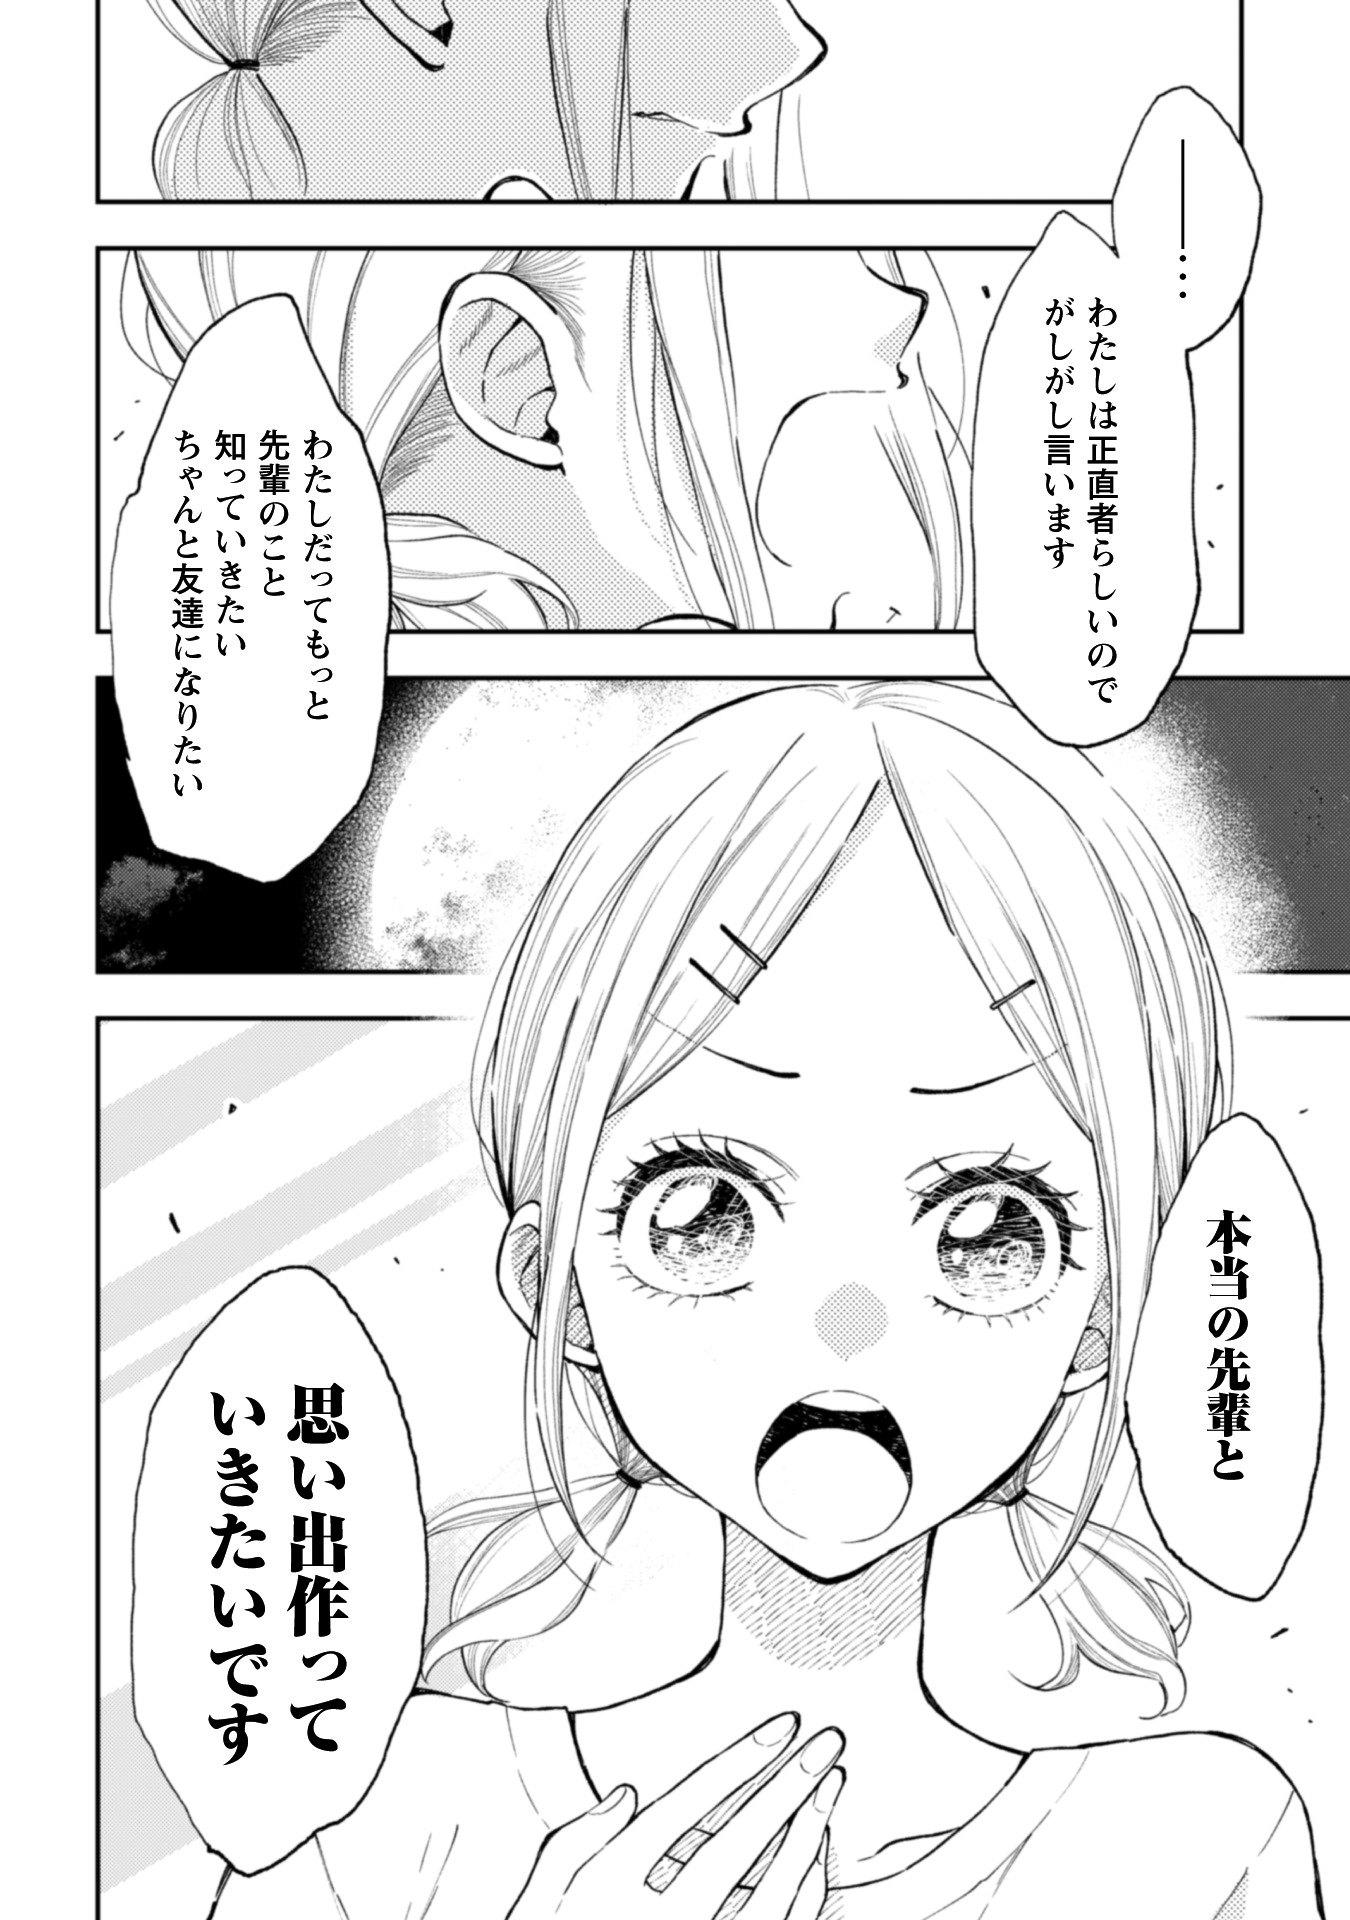 ――…
わたしは正直者らしいので
がしがし言います
わたしだってもっと
先輩のこと
知っていきたい
ちゃんと友達になりたい
本当の先輩と
思い出作って
いきたいです